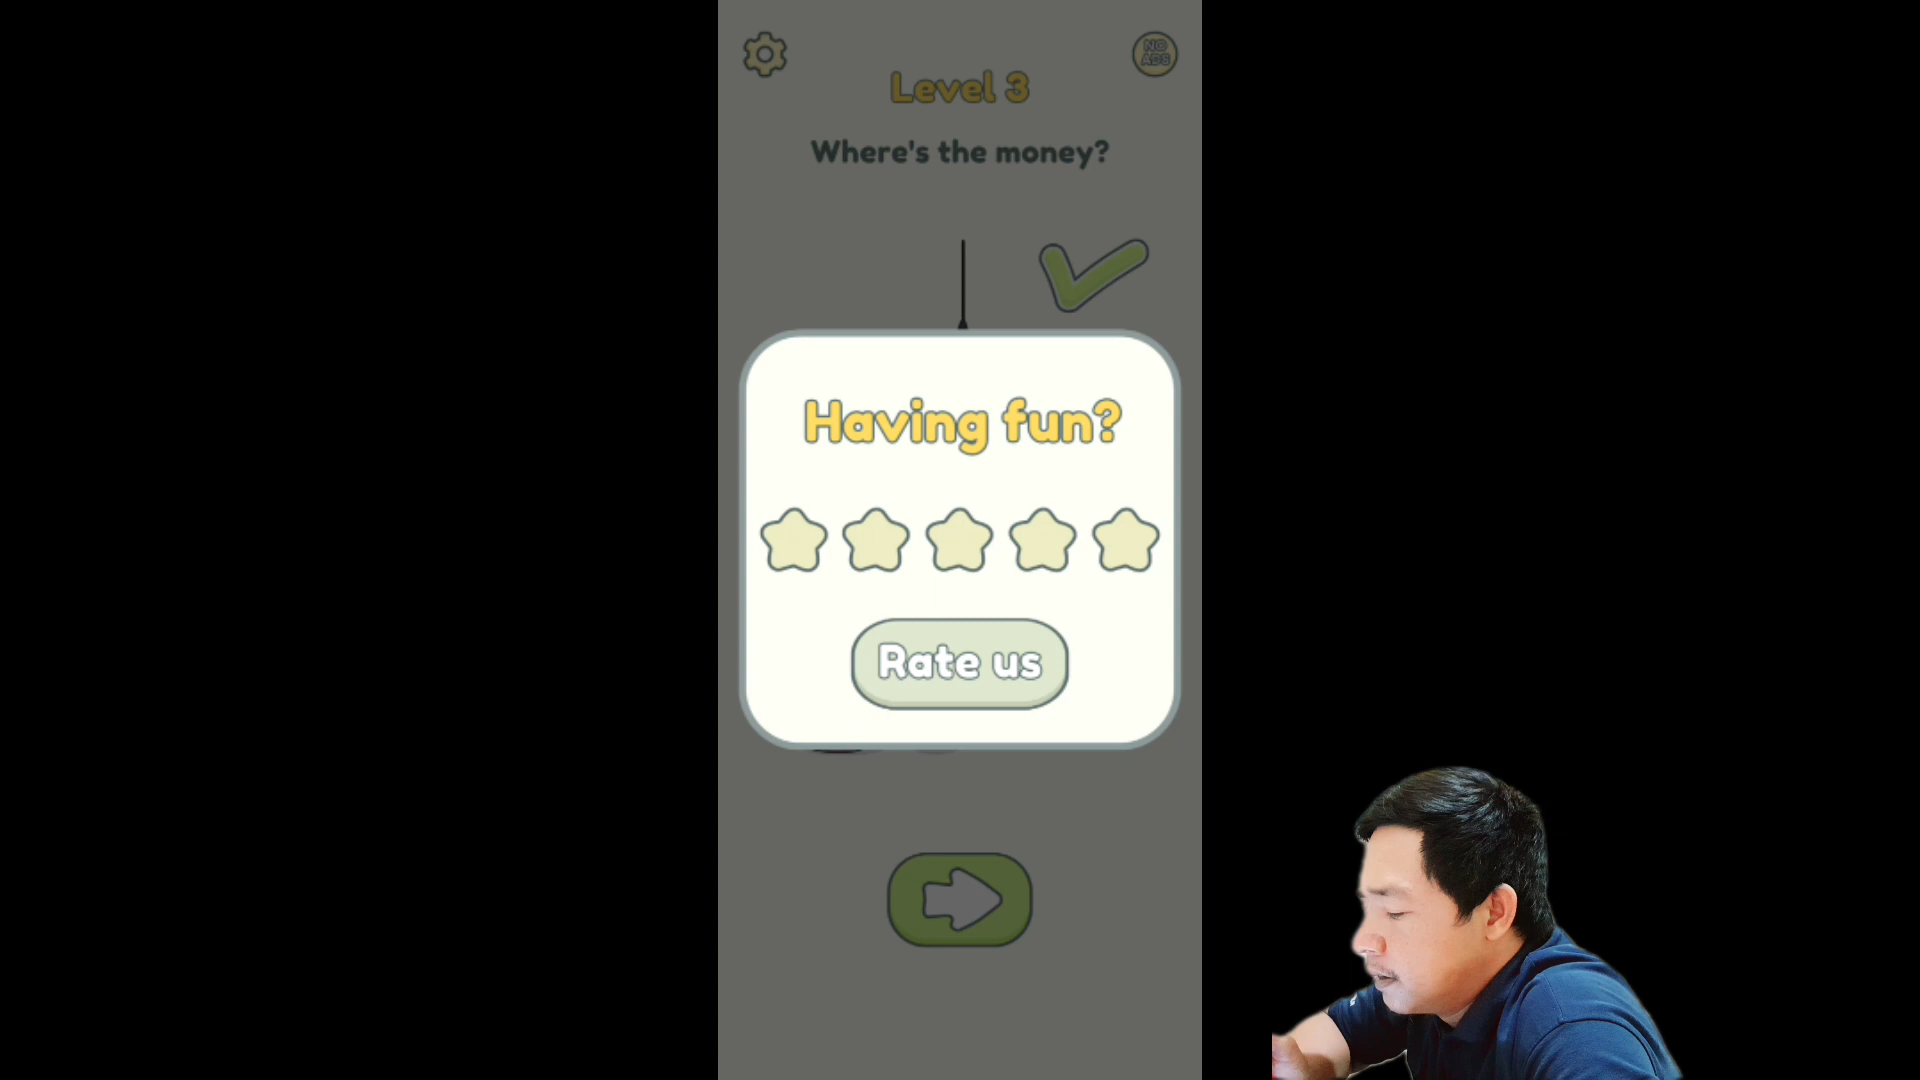 NO
ADS
Level 3
Where's the money?
Having fun?
Rate us